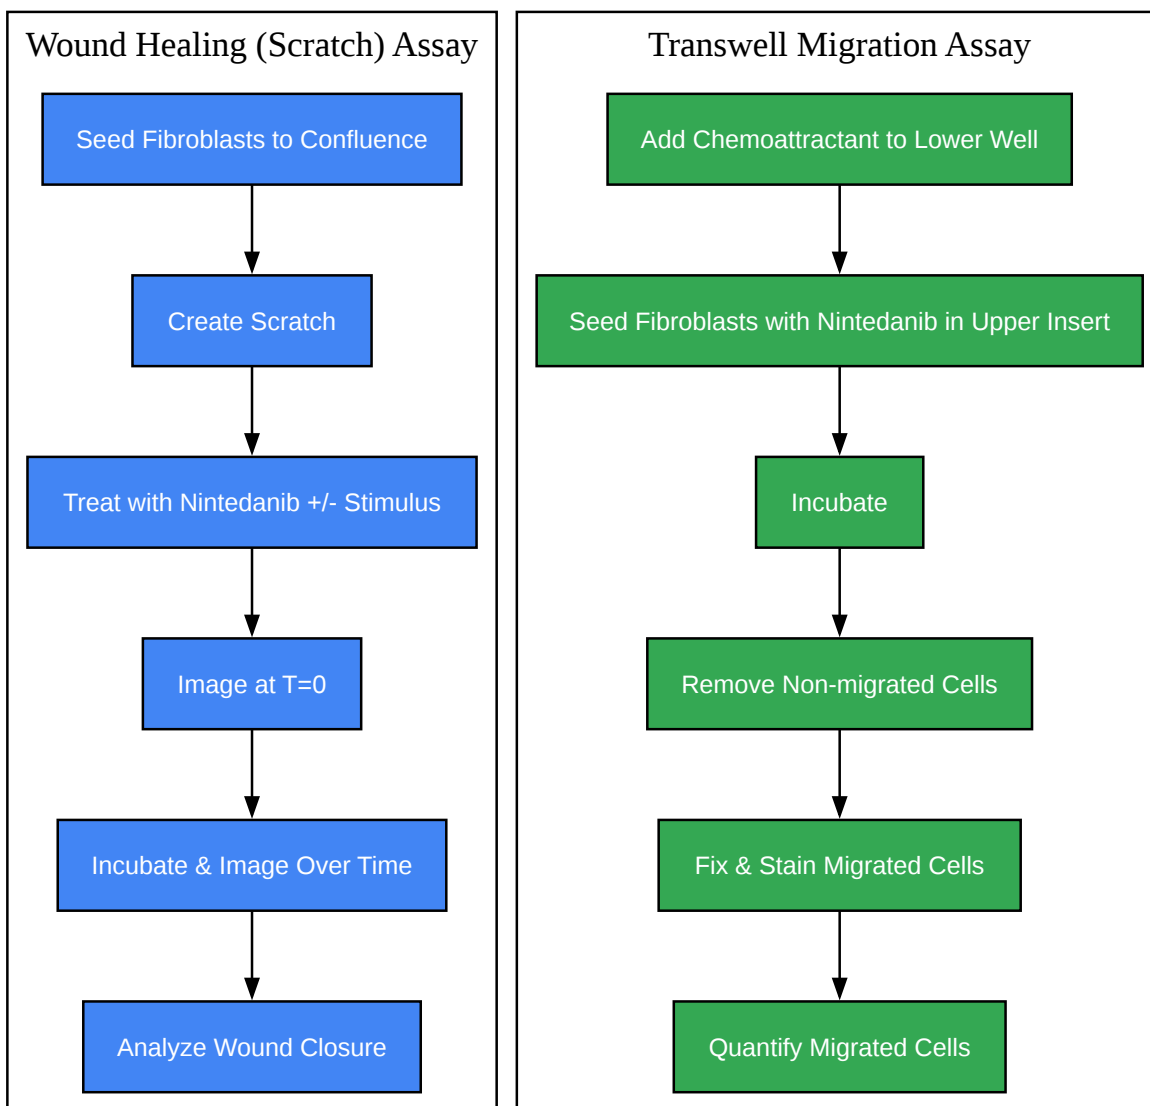 Wound Healing (Scratch) Assay
Seed Fibroblasts to Confluence
Create Scratch
Treat with Nintedanib +/- Stimulus
Image at T=0
Incubate & Image Over Time
Analyze Wound Closure
Transwell Migration Assay
Add Chemoattractant to Lower Well
Seed Fibroblasts with Nintedanib in Upper Insert
Incubate
Remove Non-migrated Cells
Fix & Stain Migrated Cells
Quantify Migrated Cells